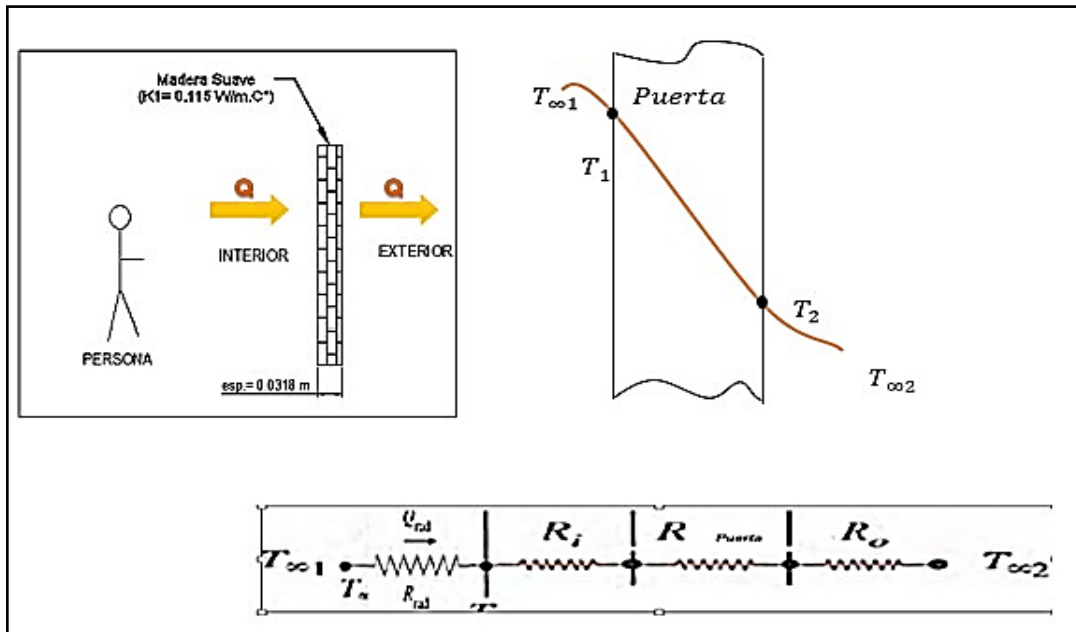 Madera Suave
(K1= 0.115 W/m.C°)
Q
Q
INTERIOR
EXTERIOR
PERSONA
esp.= 0.0318 m
T∞1
Puerta
T1
T2
T∞2
Q̇rad
Ri
R Puerta
Ro
T∞1
T∞2
Rrad